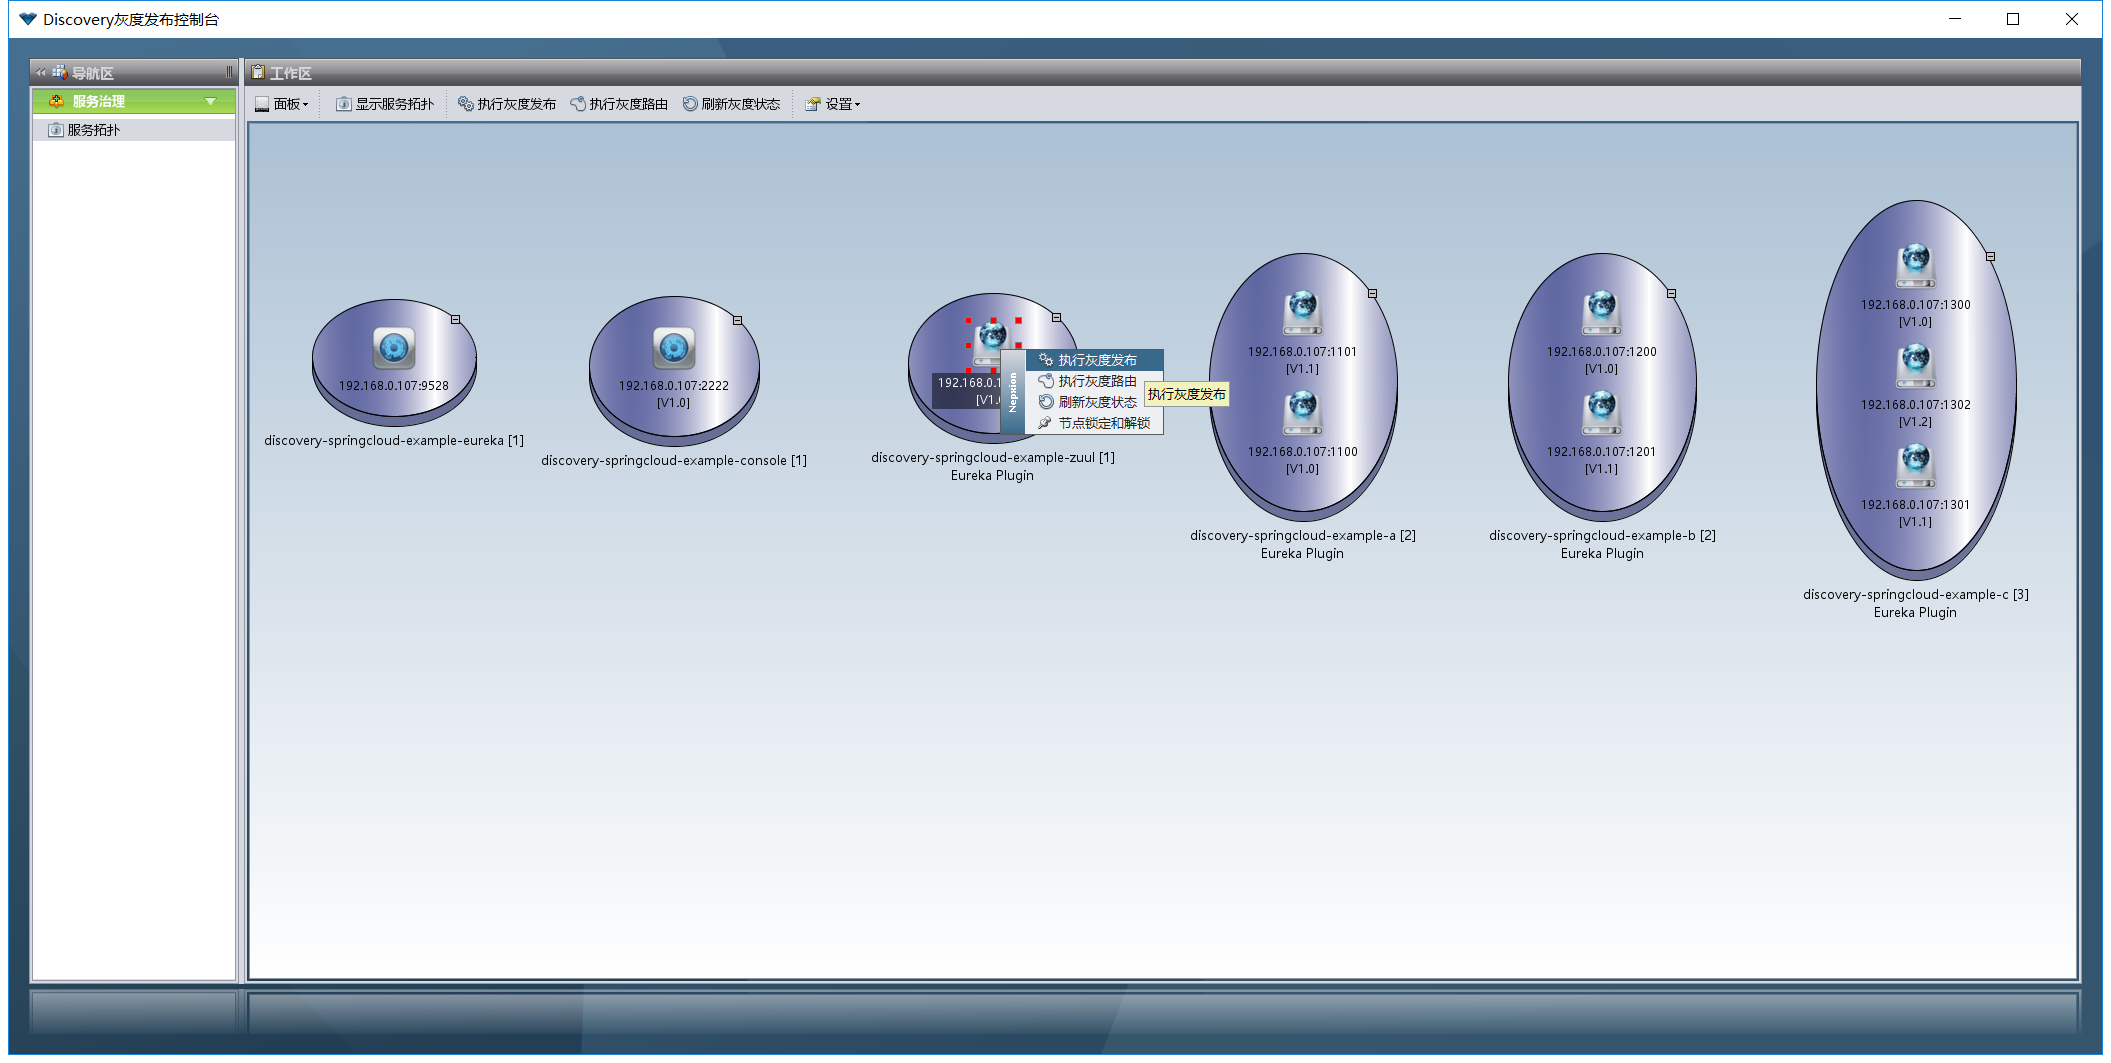 Discovery灰度发布控制台
导航区
工作区
服务治理
服务拓扑
面板
显示服务拓扑
执行灰度发布
执行灰度路由
刷新灰度状态
设置
192.168.0.107:9528
discovery-springcloud-example-eureka [1]
192.168.0.107:2222
[V1.0]
discovery-springcloud-example-console [1]
192.168.0.1
[V1.
Nepxion
执行灰度发布
执行灰度路由
刷新灰度状态
节点锁定和解锁
执行灰度发布
discovery-springcloud-example-zuul [1]
Eureka Plugin
192.168.0.107:1101
[V1.1]
192.168.0.107:1100
[V1.0]
discovery-springcloud-example-a [2]
Eureka Plugin
192.168.0.107:1200
[V1.0]
192.168.0.107:1201
[V1.1]
discovery-springcloud-example-b [2]
Eureka Plugin
192.168.0.107:1300
[V1.0]
192.168.0.107:1302
[V1.2]
192.168.0.107:1301
[V1.1]
discovery-springcloud-example-c [3]
Eureka Plugin